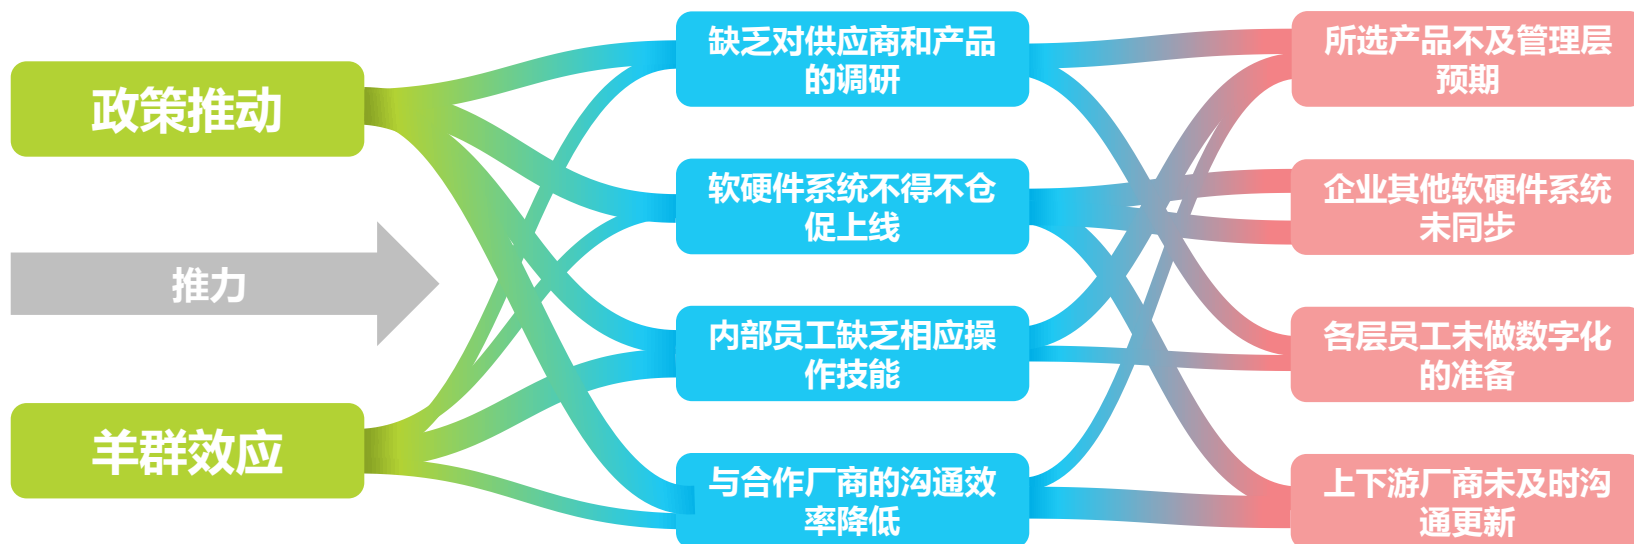 政策推动
推力
羊群效应
缺乏对供应商和产品
的调研
软硬件系统不得不仓
促上线
内部员工缺乏相应操
作技能
与合作厂商的沟通效
率降低
所选产品不及管理层
预期
企业其他软硬件系统
未同步
各层员工未做数字化
的准备
上下游厂商未及时沟
通更新